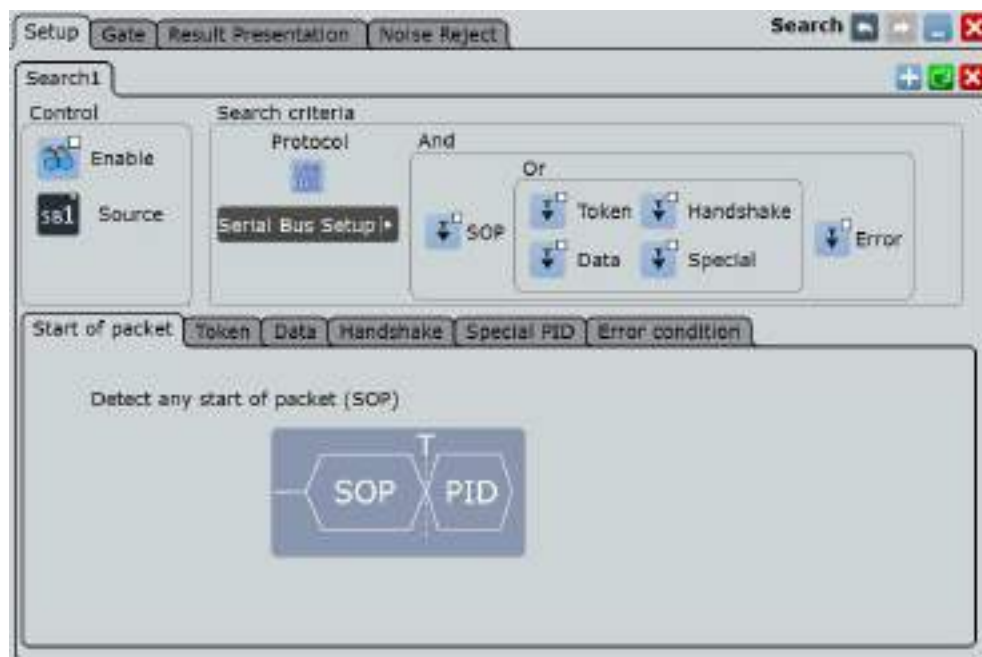 Setup Gate Result Presentation Noise Reject Search
Search1
Control Search criteria
Protocol And
Or
Enable
Token Handshake
SB1 Source Serial Bus Setup SOP Error
Data Special
Start of packet Token Data Handshake Special PID Error condition
Detect any start of packet (SOP)
T
SOP PID